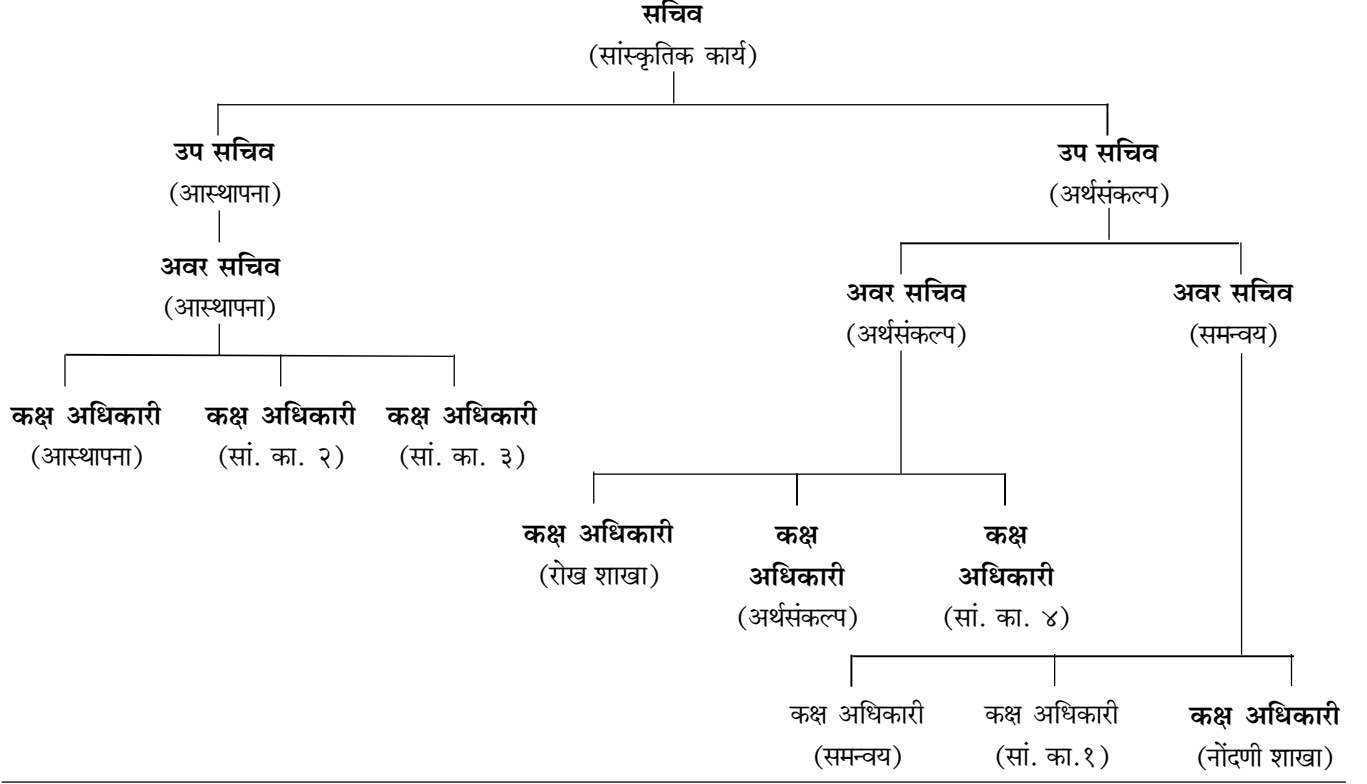 सचिव
(सांस्कृतिक कार्य)
उप सचिव
(आस्थापना)
उप सचिव
(अर्थसंकल्प)
अवर सचिव
(आस्थापना)
अवर सचिव
(अर्थसंकल्प)
अवर सचिव
(समन्वय)
कक्ष अधिकारी
(आस्थापना)
कक्ष अधिकारी
(सां. का. २)
कक्ष अधिकारी
(सां. का. ३)
कक्ष अधिकारी
(रोख शाखा)
कक्ष
अधिकारी
(अर्थसंकल्प)
कक्ष
अधिकारी
(सां. का. ४)
कक्ष अधिकारी
(समन्वय)
कक्ष अधिकारी
(सां. का.१)
कक्ष अधिकारी
(नोंदणी शाखा)